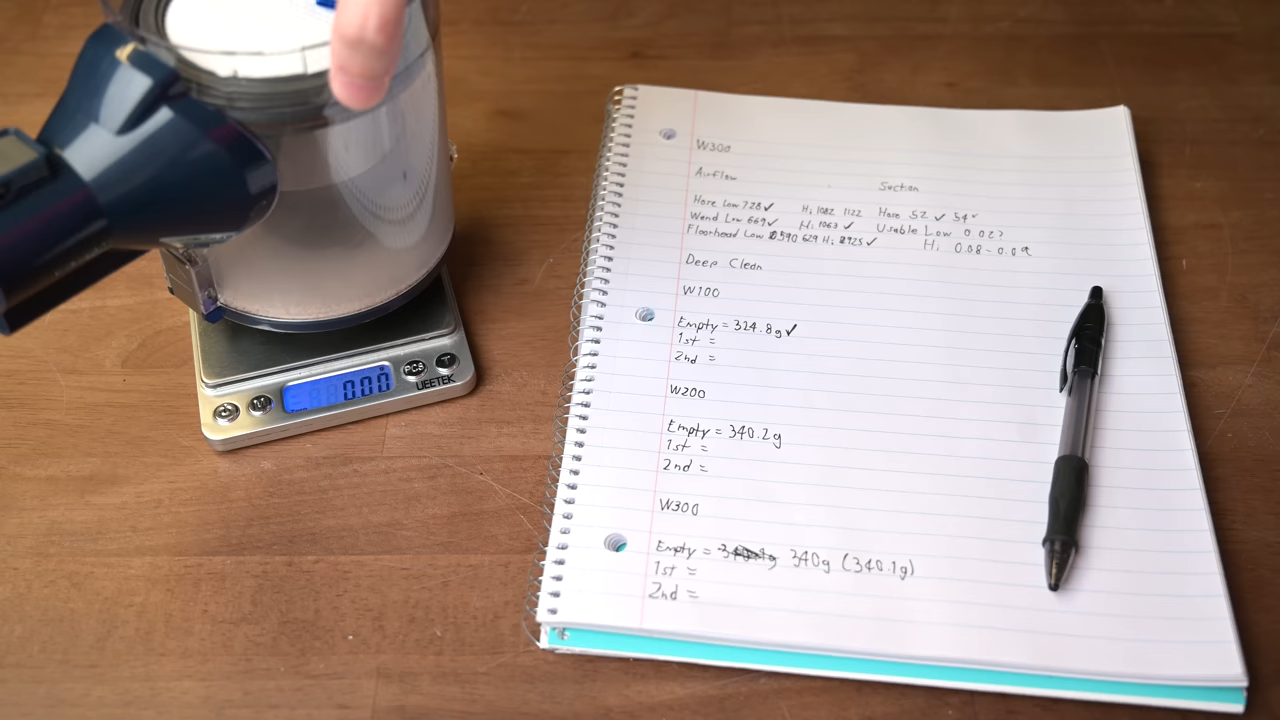 W300
Airflow
Suction
Hose Low 728 ✓ Hi 1082 1122 Hose 52 ✓ 54 ✓
Wand Low 669 ✓ Hi 1063 ✓ Usable Low 0.02?
Floorhead Low 590 629 Hi 925 ✓ Hi 0.08-0.09
Deep Clean
W100
Empty = 324.8g ✓
1st =
2nd =
W200
Empty = 340.2g
1st =
2nd =
W300
Empty = 340g (340.1g)
1st =
2nd =
0.00
g
M
PCS
T
UEETEK